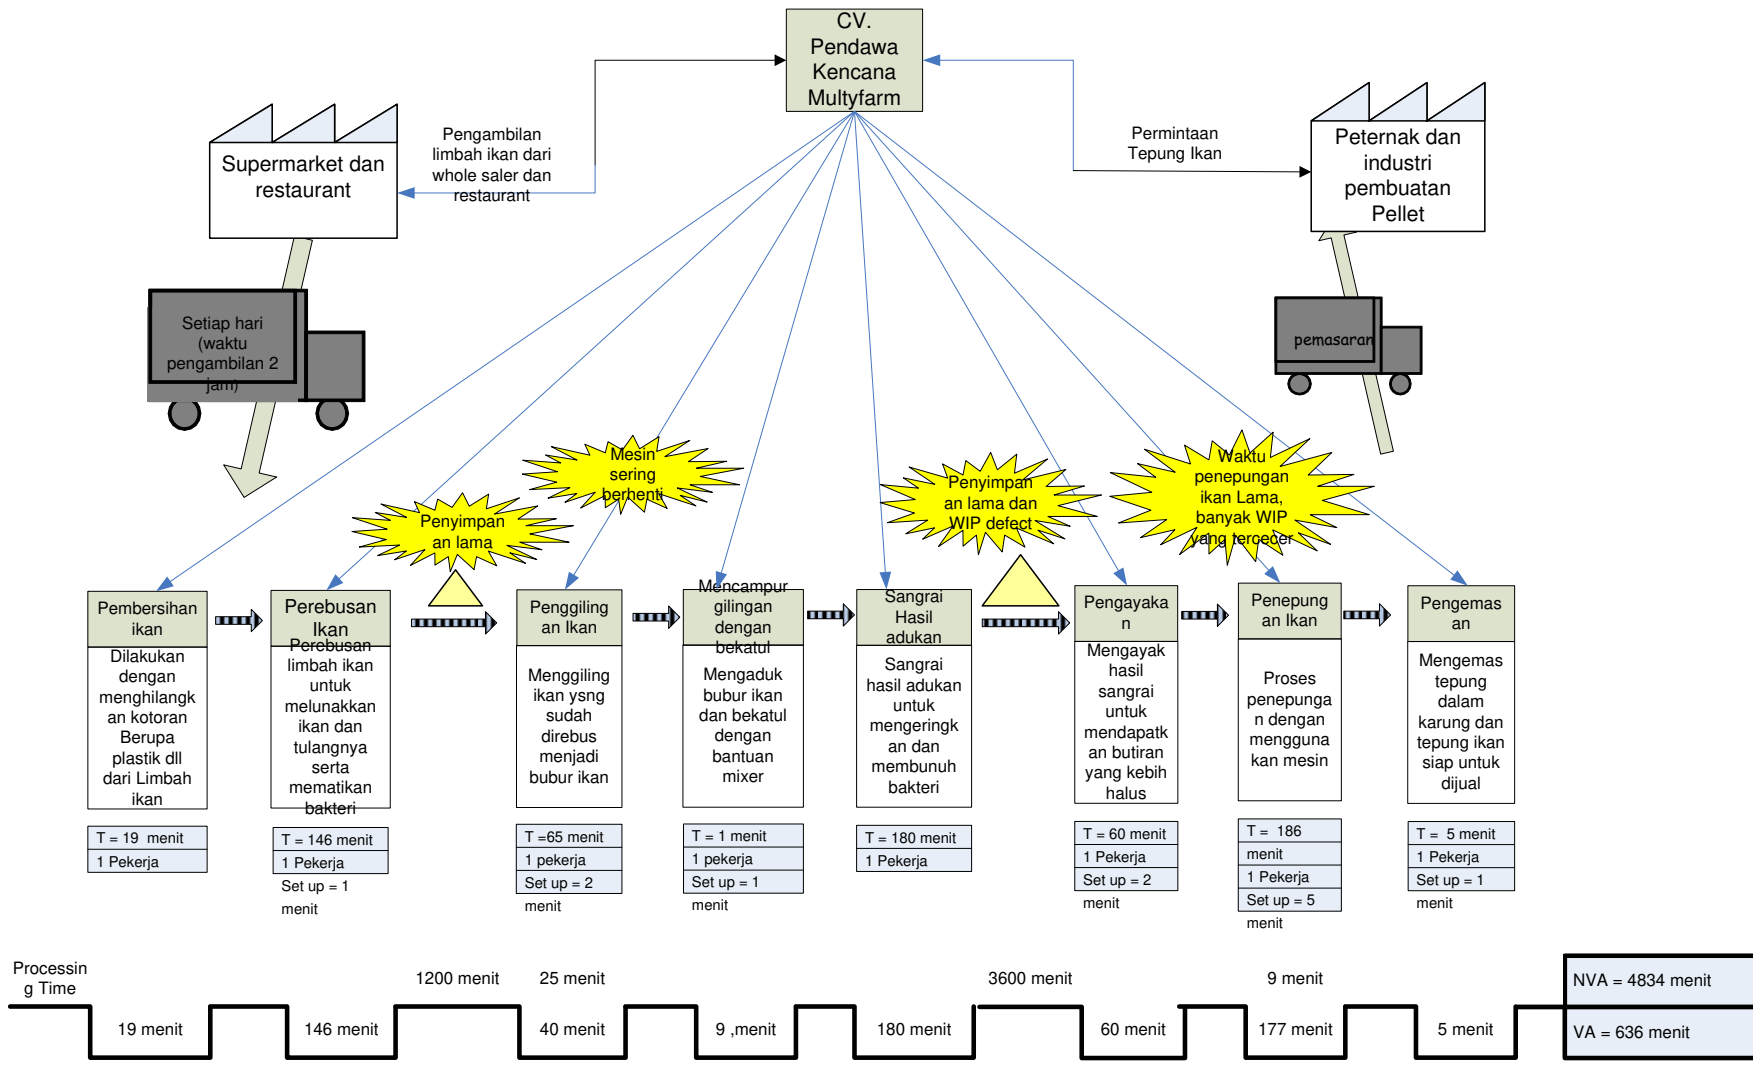 CV.
Pendawa
Kencana
Multyfarm
Supermarket dan
restaurant
Pengambilan
limbah ikan dari
whole saler dan
restaurant
Permintaan
Tepung Ikan
Peternak dan
industri
pembuatan
Pellet
Setiap hari
(waktu
pengambilan 2
jam)
pemasaran
Penyimpan
an lama
Mesin
sering
berhenti
Penyimpan
an lama dan
WIP defect
Waktu
penepungan
ikan Lama,
banyak WIP
yang tercecer
Pembersihan
ikan
Dilakukan
dengan
menghilangk
an kotoran
Berupa
plastik dll
dari Limbah
ikan
T = 19 menit
1 Pekerja
Perebusan
Ikan
Perebusan
limbah ikan
untuk
melunakkan
ikan dan
tulangnya
serta
mematikan
bakteri
T = 146 menit
1 Pekerja
Set up = 1
menit
Penggiling
an Ikan
Menggiling
ikan ysng
sudah
direbus
menjadi
bubur ikan
T =65 menit
1 pekerja
Set up = 2
menit
Mencampur
gilingan
dengan
bekatul
Mengaduk
bubur ikan
dan bekatul
dengan
bantuan
mixer
T = 1 menit
1 pekerja
Set up = 1
menit
Sangrai
Hasil
adukan
Sangrai
hasil adukan
untuk
mengeringk
an dan
membunuh
bakteri
T = 180 menit
1 Pekerja
Pengayaka
n
Mengayak
hasil
sangrai
untuk
mendapatk
an butiran
yang kebih
halus
T = 60 menit
1 Pekerja
Set up = 2
menit
Penepung
an Ikan
Proses
penepunga
n dengan
mengguna
kan mesin
T = 186
menit
1 Pekerja
Set up = 5
menit
Pengemas
an
Mengemas
tepung
dalam
karung dan
tepung ikan
siap untuk
dijual
T = 5 menit
1 Pekerja
Set up = 1
menit
Processin
g Time
1200 menit
25 menit
3600 menit
9 menit
NVA = 4834 menit
19 menit
146 menit
40 menit
9 ,menit
180 menit
60 menit
177 menit
5 menit
VA = 636 menit